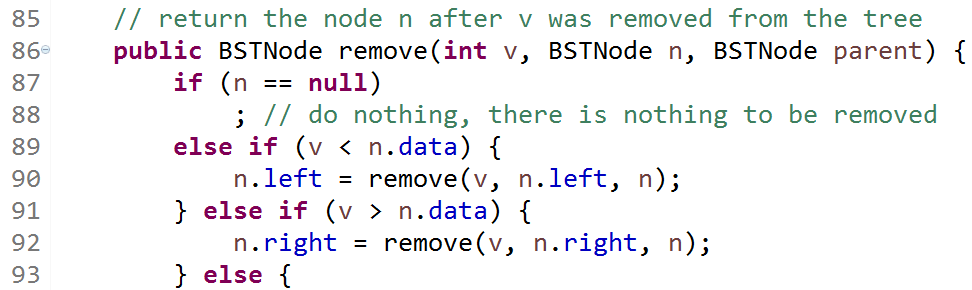 85 // return the node n after v was removed from the tree
86 public BSTNode remove(int v, BSTNode n, BSTNode parent) {
87 if (n == null)
88 ; // do nothing, there is nothing to be removed
89 else if (v < n.data) {
90 n.left = remove(v, n.left, n);
91 } else if (v > n.data) {
92 n.right = remove(v, n.right, n);
93 } else {